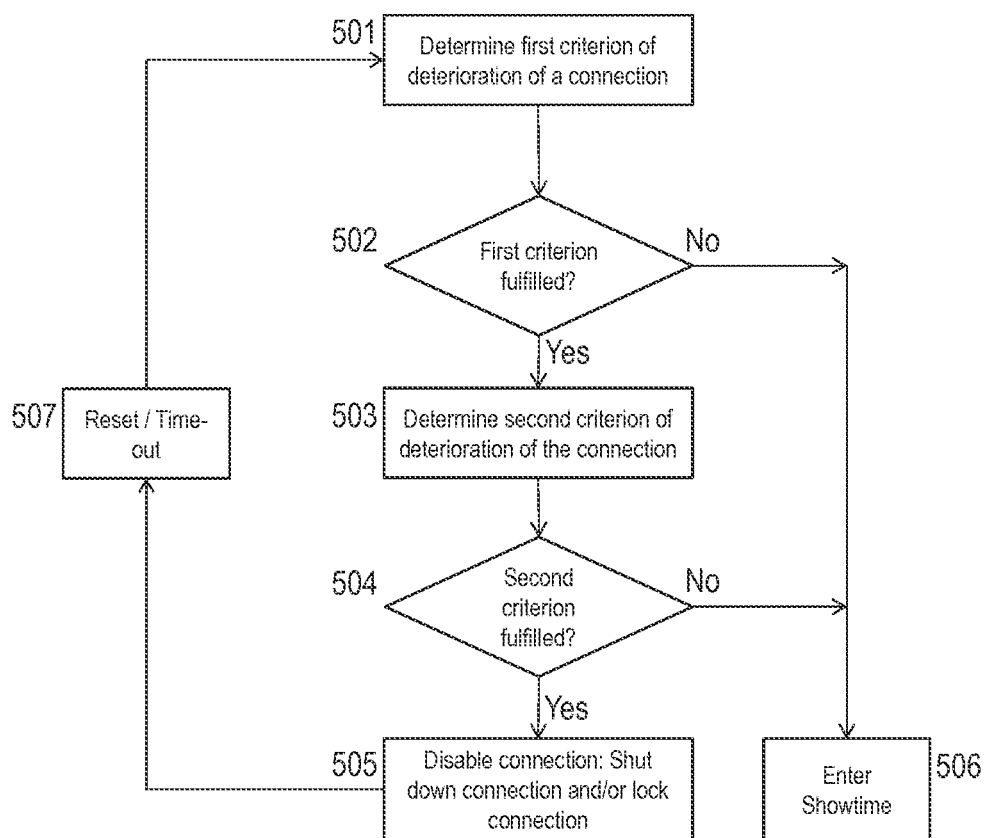 501
Determine first criterion of
deterioration of a connection
502
First criterion
fulfilled?
No
Yes
503
Determine second criterion of
deterioration of the connection
507
Reset / Time-
out
504
Second
criterion
fulfilled?
No
Yes
505
Disable connection: Shut
down connection and/or lock
connection
Enter
Showtime
506